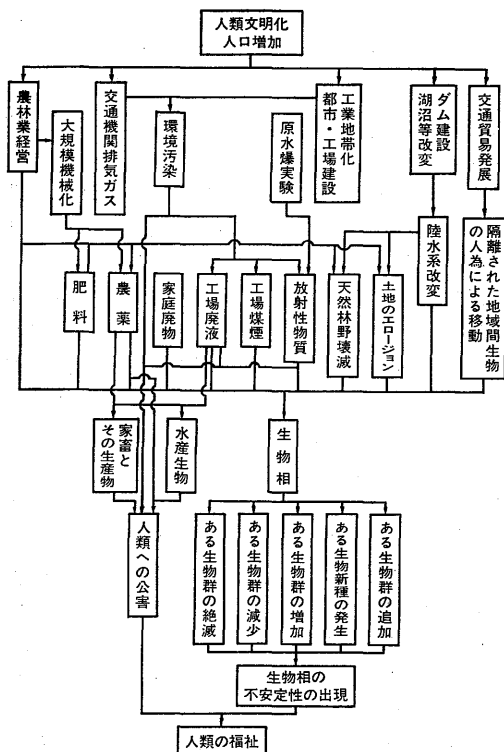 人類文明化
人口増加
農林業経営
大規模機械化
交通機関排気ガス
環境汚染
原水爆実験
工業地帯化
都市・工場建設
ダム建設
湖沼等改変
交通貿易発展
肥料
農薬
家庭廃物
工場廃液
工場煤煙
放射性物質
天然林野壊滅
土地のエロージョン
陸水系改変
隔離された地域間生物
の人為による移動
家畜と
その生産物
水産生物
生物相
人類への公害
ある生物群の絶滅
ある生物群の減少
ある生物群の増加
ある生物新種の発生
ある生物群の追加
生物相の
不安定性の出現
人類の福祉